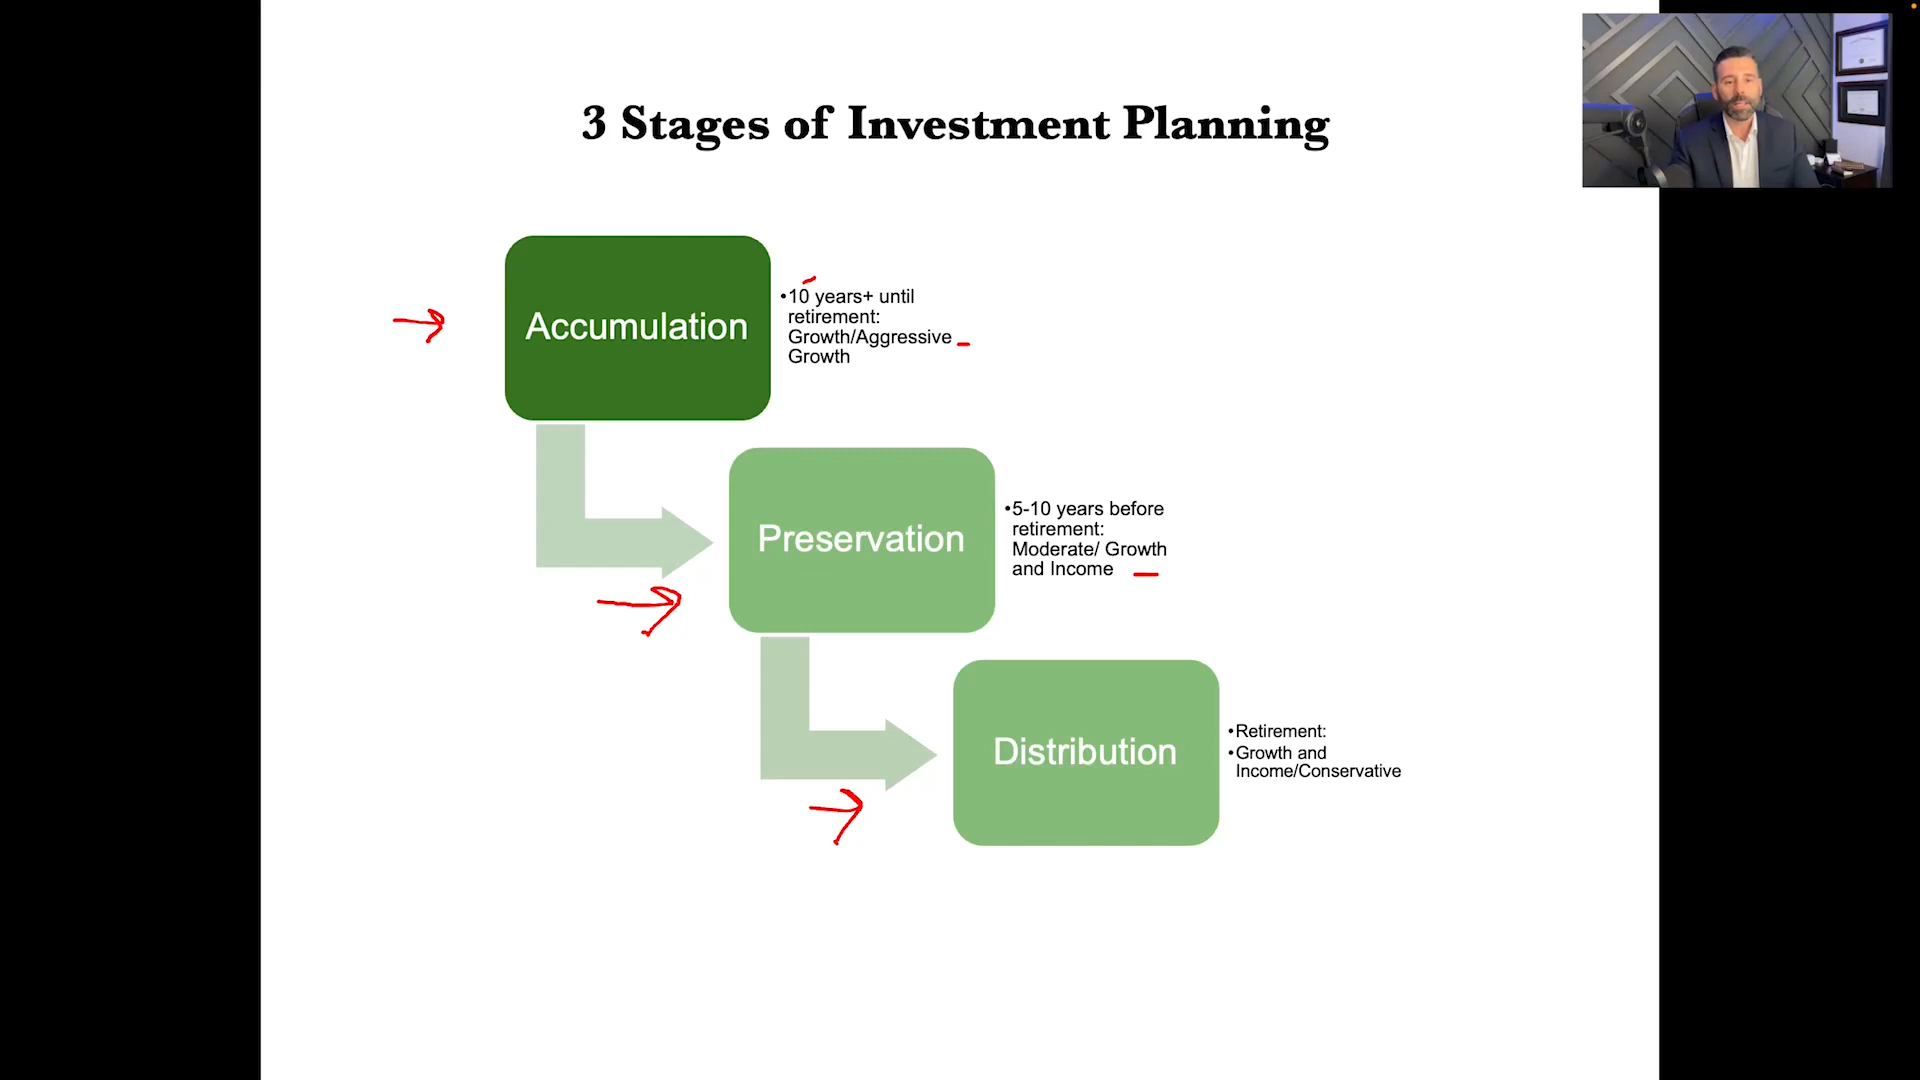 3 Stages of Investment Planning
Accumulation
•10 years+ until
retirement:
Growth/Aggressive
Growth
Preservation
•5-10 years before
retirement:
Moderate/ Growth
and Income
Distribution
•Retirement:
•Growth and
Income/Conservative